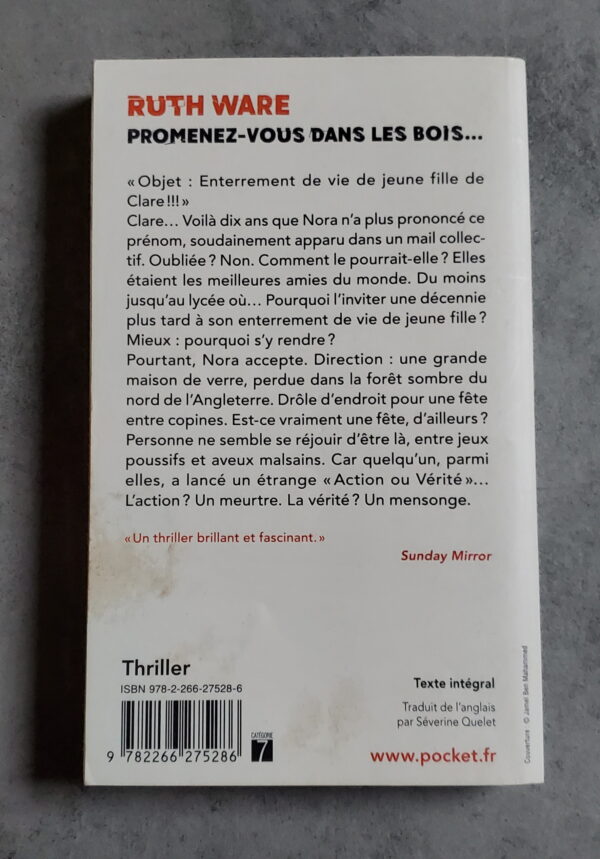 RUTH WARE
PROMENEZ-VOUS DANS LES BOIS...
« Objet : Enterrement de vie de jeune fille de
Clare !!! »
Clare... Voilà dix ans que Nora n'a plus prononcé ce
prénom, soudainement apparu dans un mail collec-
tif. Oubliée ? Non. Comment le pourrait-elle ? Elles
étaient les meilleures amies du monde. Du moins
jusqu'au lycée où... Pourquoi l'inviter une décennie
plus tard à son enterrement de vie de jeune fille ?
Mieux : pourquoi s'y rendre ?
Pourtant, Nora accepte. Direction : une grande
maison de verre, perdue dans la forêt sombre du
nord de l'Angleterre. Drôle d'endroit pour une fête
entre copines. Est-ce vraiment une fête, d'ailleurs ?
Personne ne semble se réjouir d'être là, entre jeux
poussifs et aveux malsains. Car quelqu'un, parmi
elles, a lancé un étrange « Action ou Vérité »...
L'action ? Un meurtre. La vérité ? Un mensonge.
« Un thriller brillant et fascinant. »
Sunday Mirror
Thriller
ISBN 978-2-266-27528-6
9 782266 275286
CATÉGORIE
7
Texte intégral
Traduit de l'anglais
par Séverine Quelet
www.pocket.fr
Couverture : © Jamel Ben Mahammed